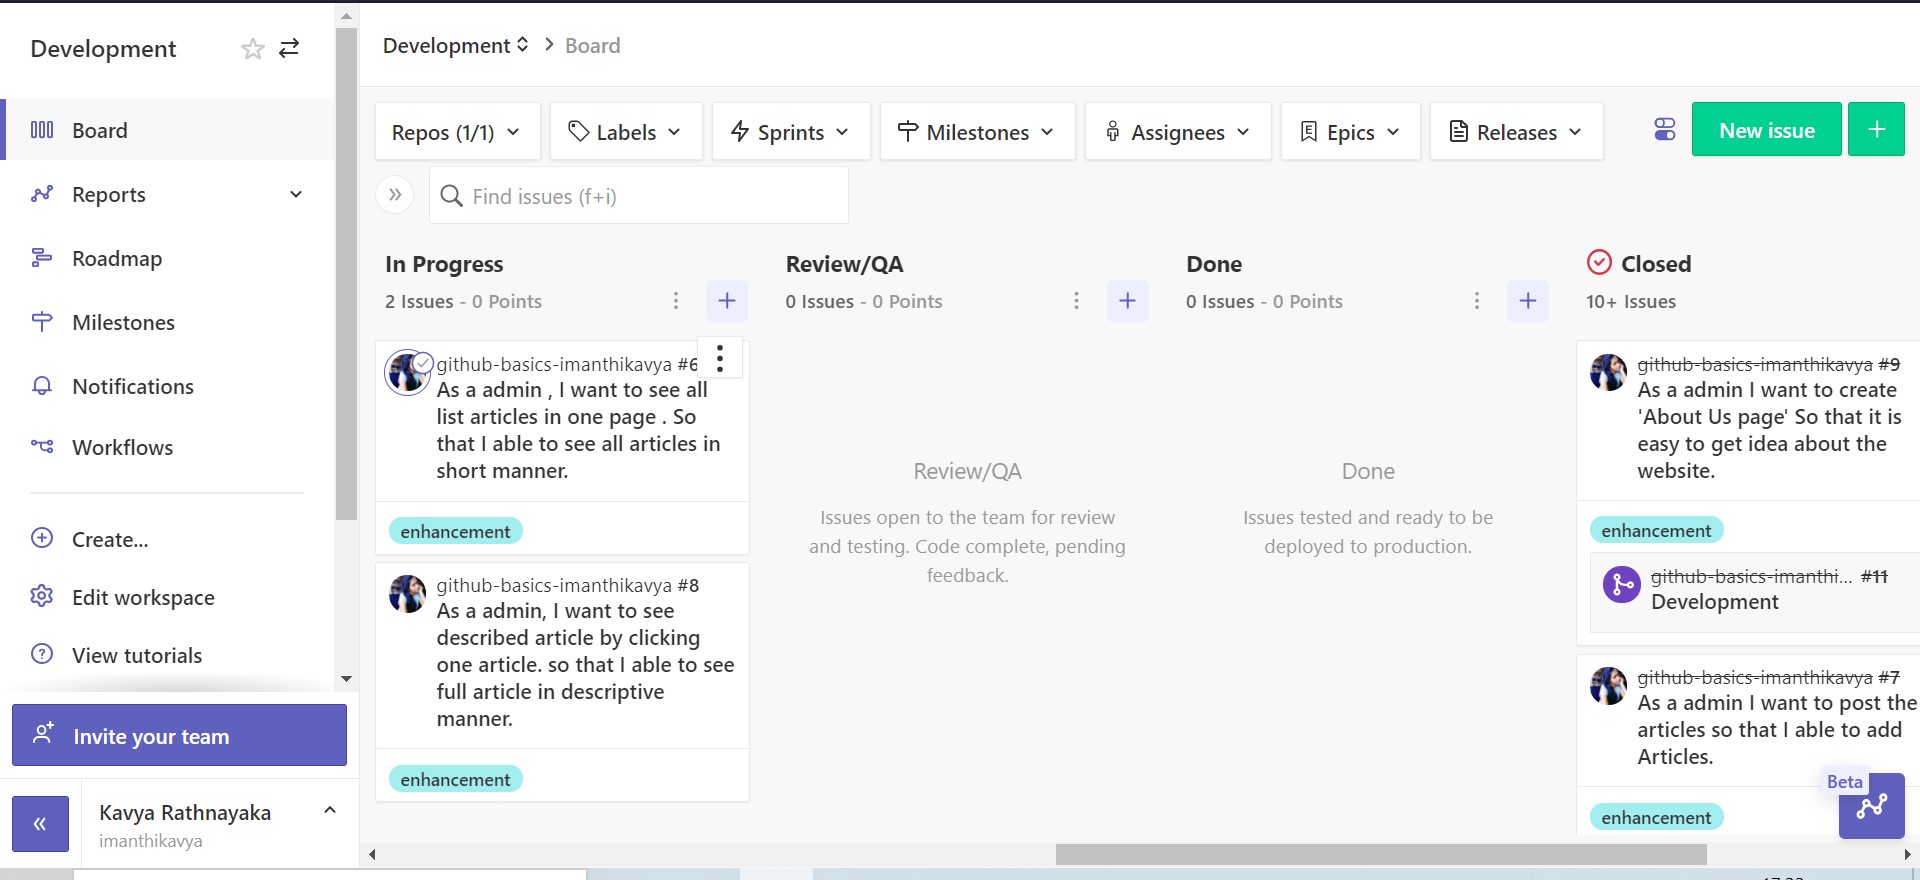 Development
Board
Reports
Roadmap
Milestones
Notifications
Workflows
Create...
Edit workspace
View tutorials
Invite your team
Kavya Rathnayaka
imanthikavya
Development > Board
Repos (1/1)
Labels
Sprints
Milestones
Assignees
Epics
Releases
New issue
+
Find issues (f+i)
In Progress
2 Issues - 0 Points
github-basics-imanthikavya #6
As a admin , I want to see all
list articles in one page . So
that I able to see all articles in
short manner.
enhancement
github-basics-imanthikavya #8
As a admin, I want to see
described article by clicking
one article. so that I able to see
full article in descriptive
manner.
enhancement
Review/QA
0 Issues - 0 Points
Review/QA
Issues open to the team for review
and testing. Code complete, pending
feedback.
Done
0 Issues - 0 Points
Done
Issues tested and ready to be
deployed to production.
Closed
10+ Issues
github-basics-imanthikavya #9
As a admin I want to create
'About Us page' So that it is
easy to get idea about the
website.
enhancement
github-basics-imanthi... #11
Development
github-basics-imanthikavya #7
As a admin I want to post the
articles so that I able to add
Articles.
enhancement
Beta